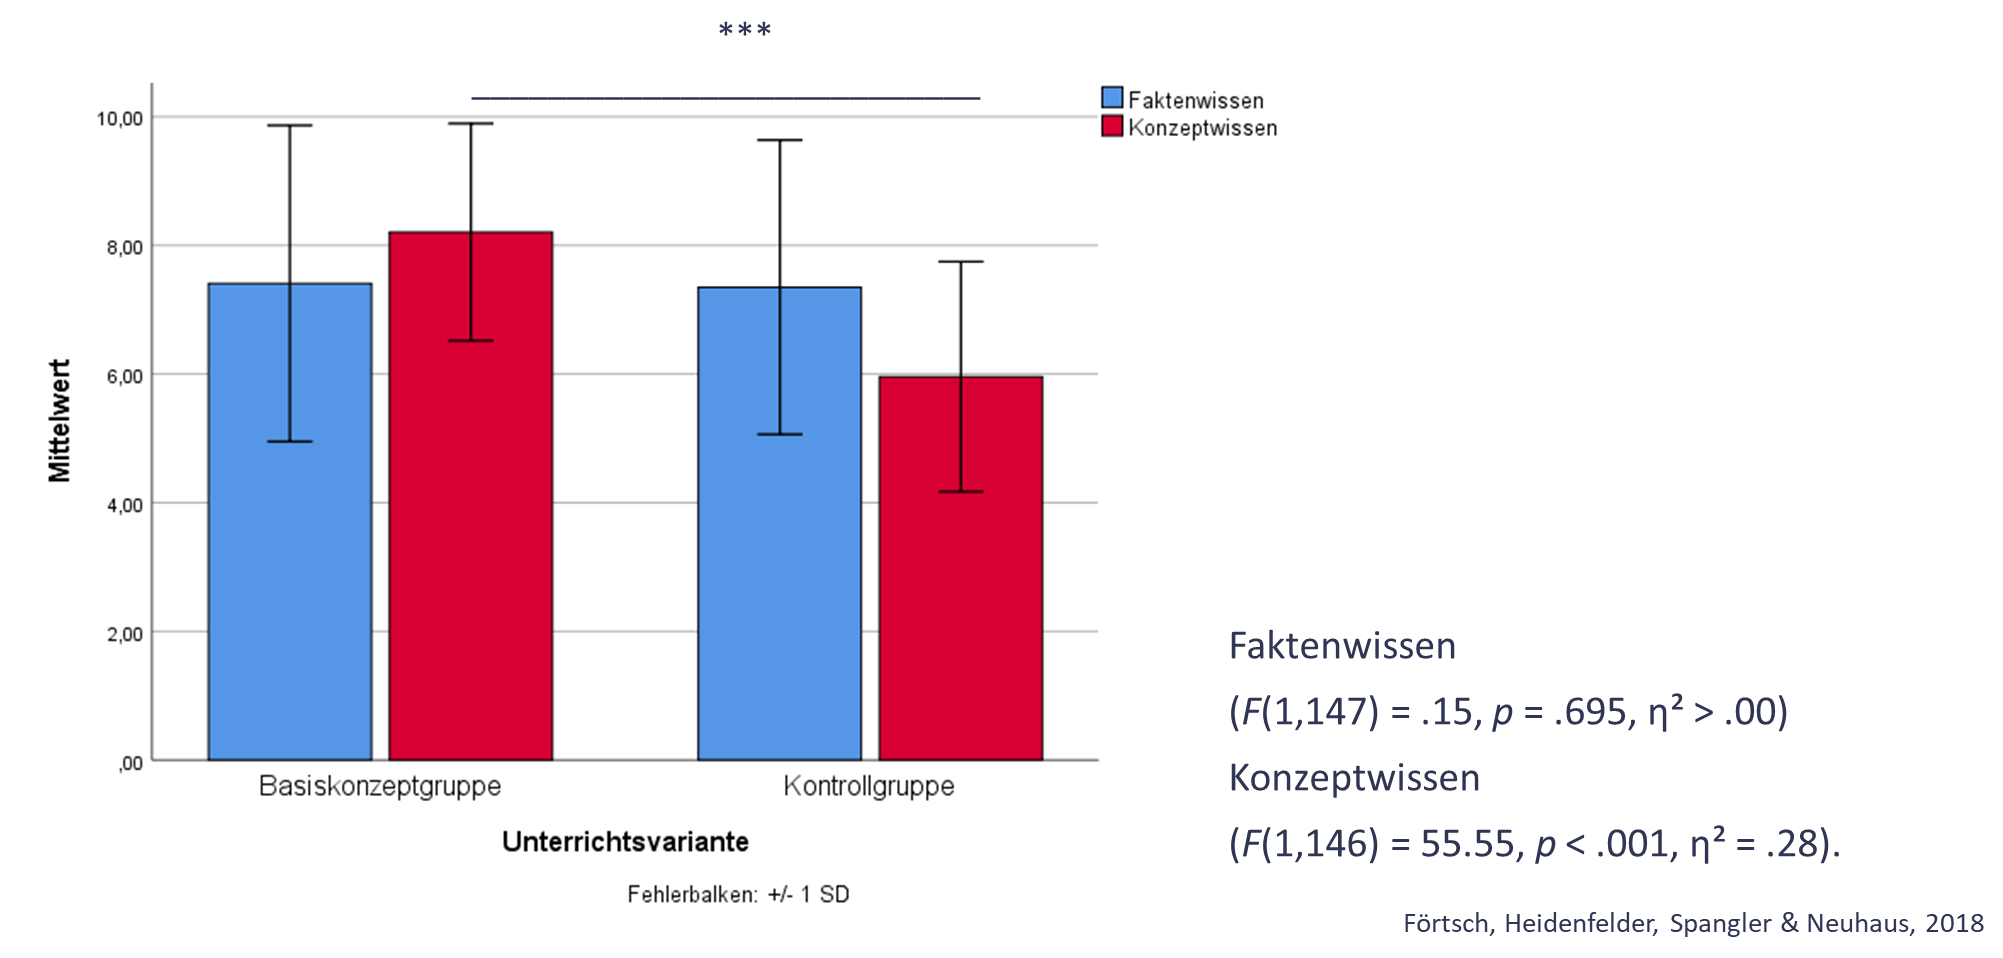 ***
Faktenwissen
Konzeptwissen
10,00
8,00
6,00
4,00
2,00
,00
Mittelwert
Basiskonzeptgruppe
Kontrollgruppe
Unterrichtsvariante
Fehlerbalken: +/- 1 SD
Faktenwissen
(F(1,147) = .15, p = .695, η² > .00)
Konzeptwissen
(F(1,146) = 55.55, p < .001, η² = .28).
Förtsch, Heidenfelder, Spangler & Neuhaus, 2018